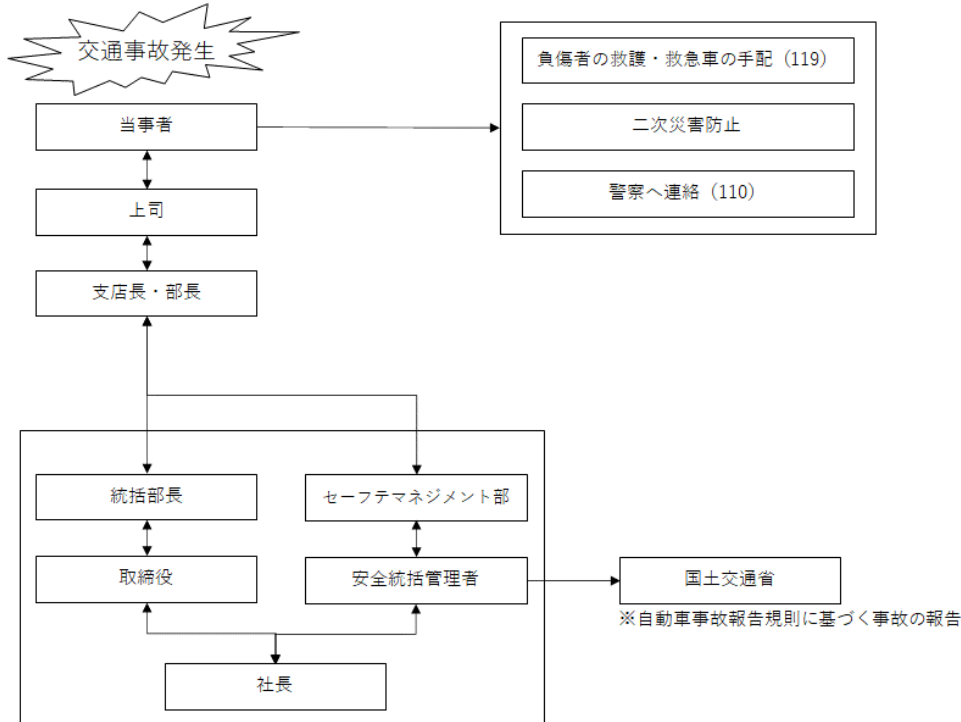 交通事故発生
負傷者の救護・救急車の手配（119）
当事者
二次災害防止
警察へ連絡（110）
上司
支店長・部長
統括部長
セーフテマネジメント部
取締役
安全統括管理者
国土交通省
※自動車事故報告規則に基づく事故の報告
社長